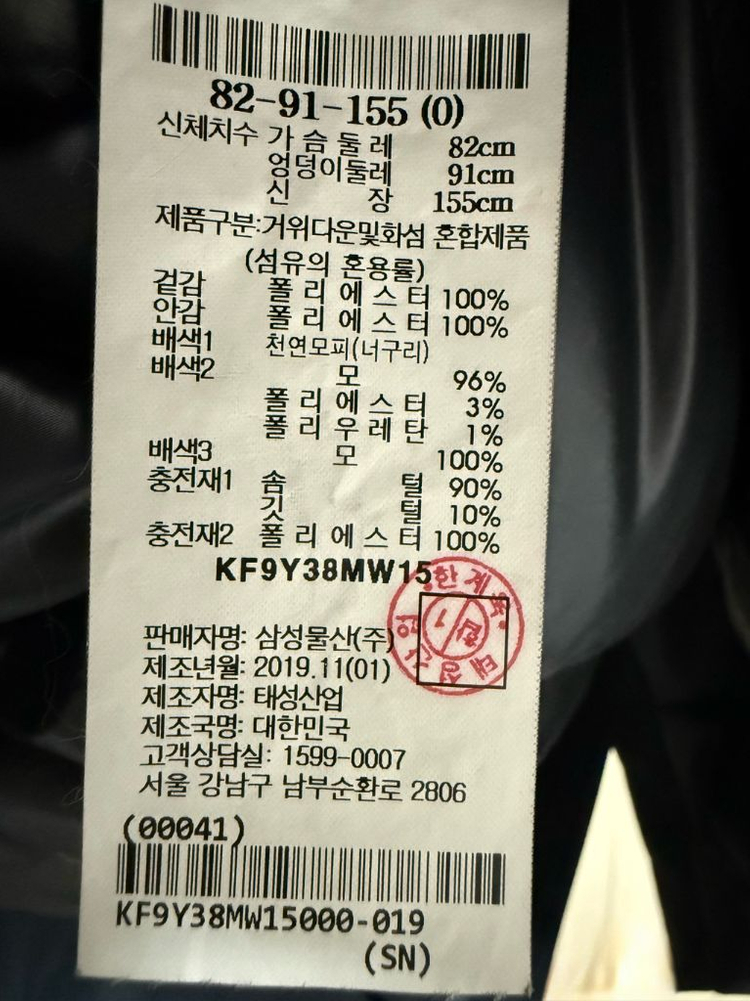 82-91-155 (0)
신체치수 가슴둘레 82cm
엉덩이둘레 91cm
신장 155cm
제품구분:거위다운및화섬 혼합제품
(섬유의 혼용률)
겉감 폴리에스터 100%
안감 폴리에스터 100%
배색1 천연모피(너구리)
배색2 모 96%
폴리에스터 3%
폴리우레탄 1%
배색3 모 100%
충전재1 솜털 90%
깃털 10%
충전재2 폴리에스터 100%
KF9Y38MW15
판매자명: 삼성물산(주)
제조년월: 2019.11(01)
제조자명: 태성산업
제조국명: 대한민국
고객상담실: 1599-0007
서울 강남구 남부순환로 2806
(00041)
KF9Y38MW15000-019
(SN)